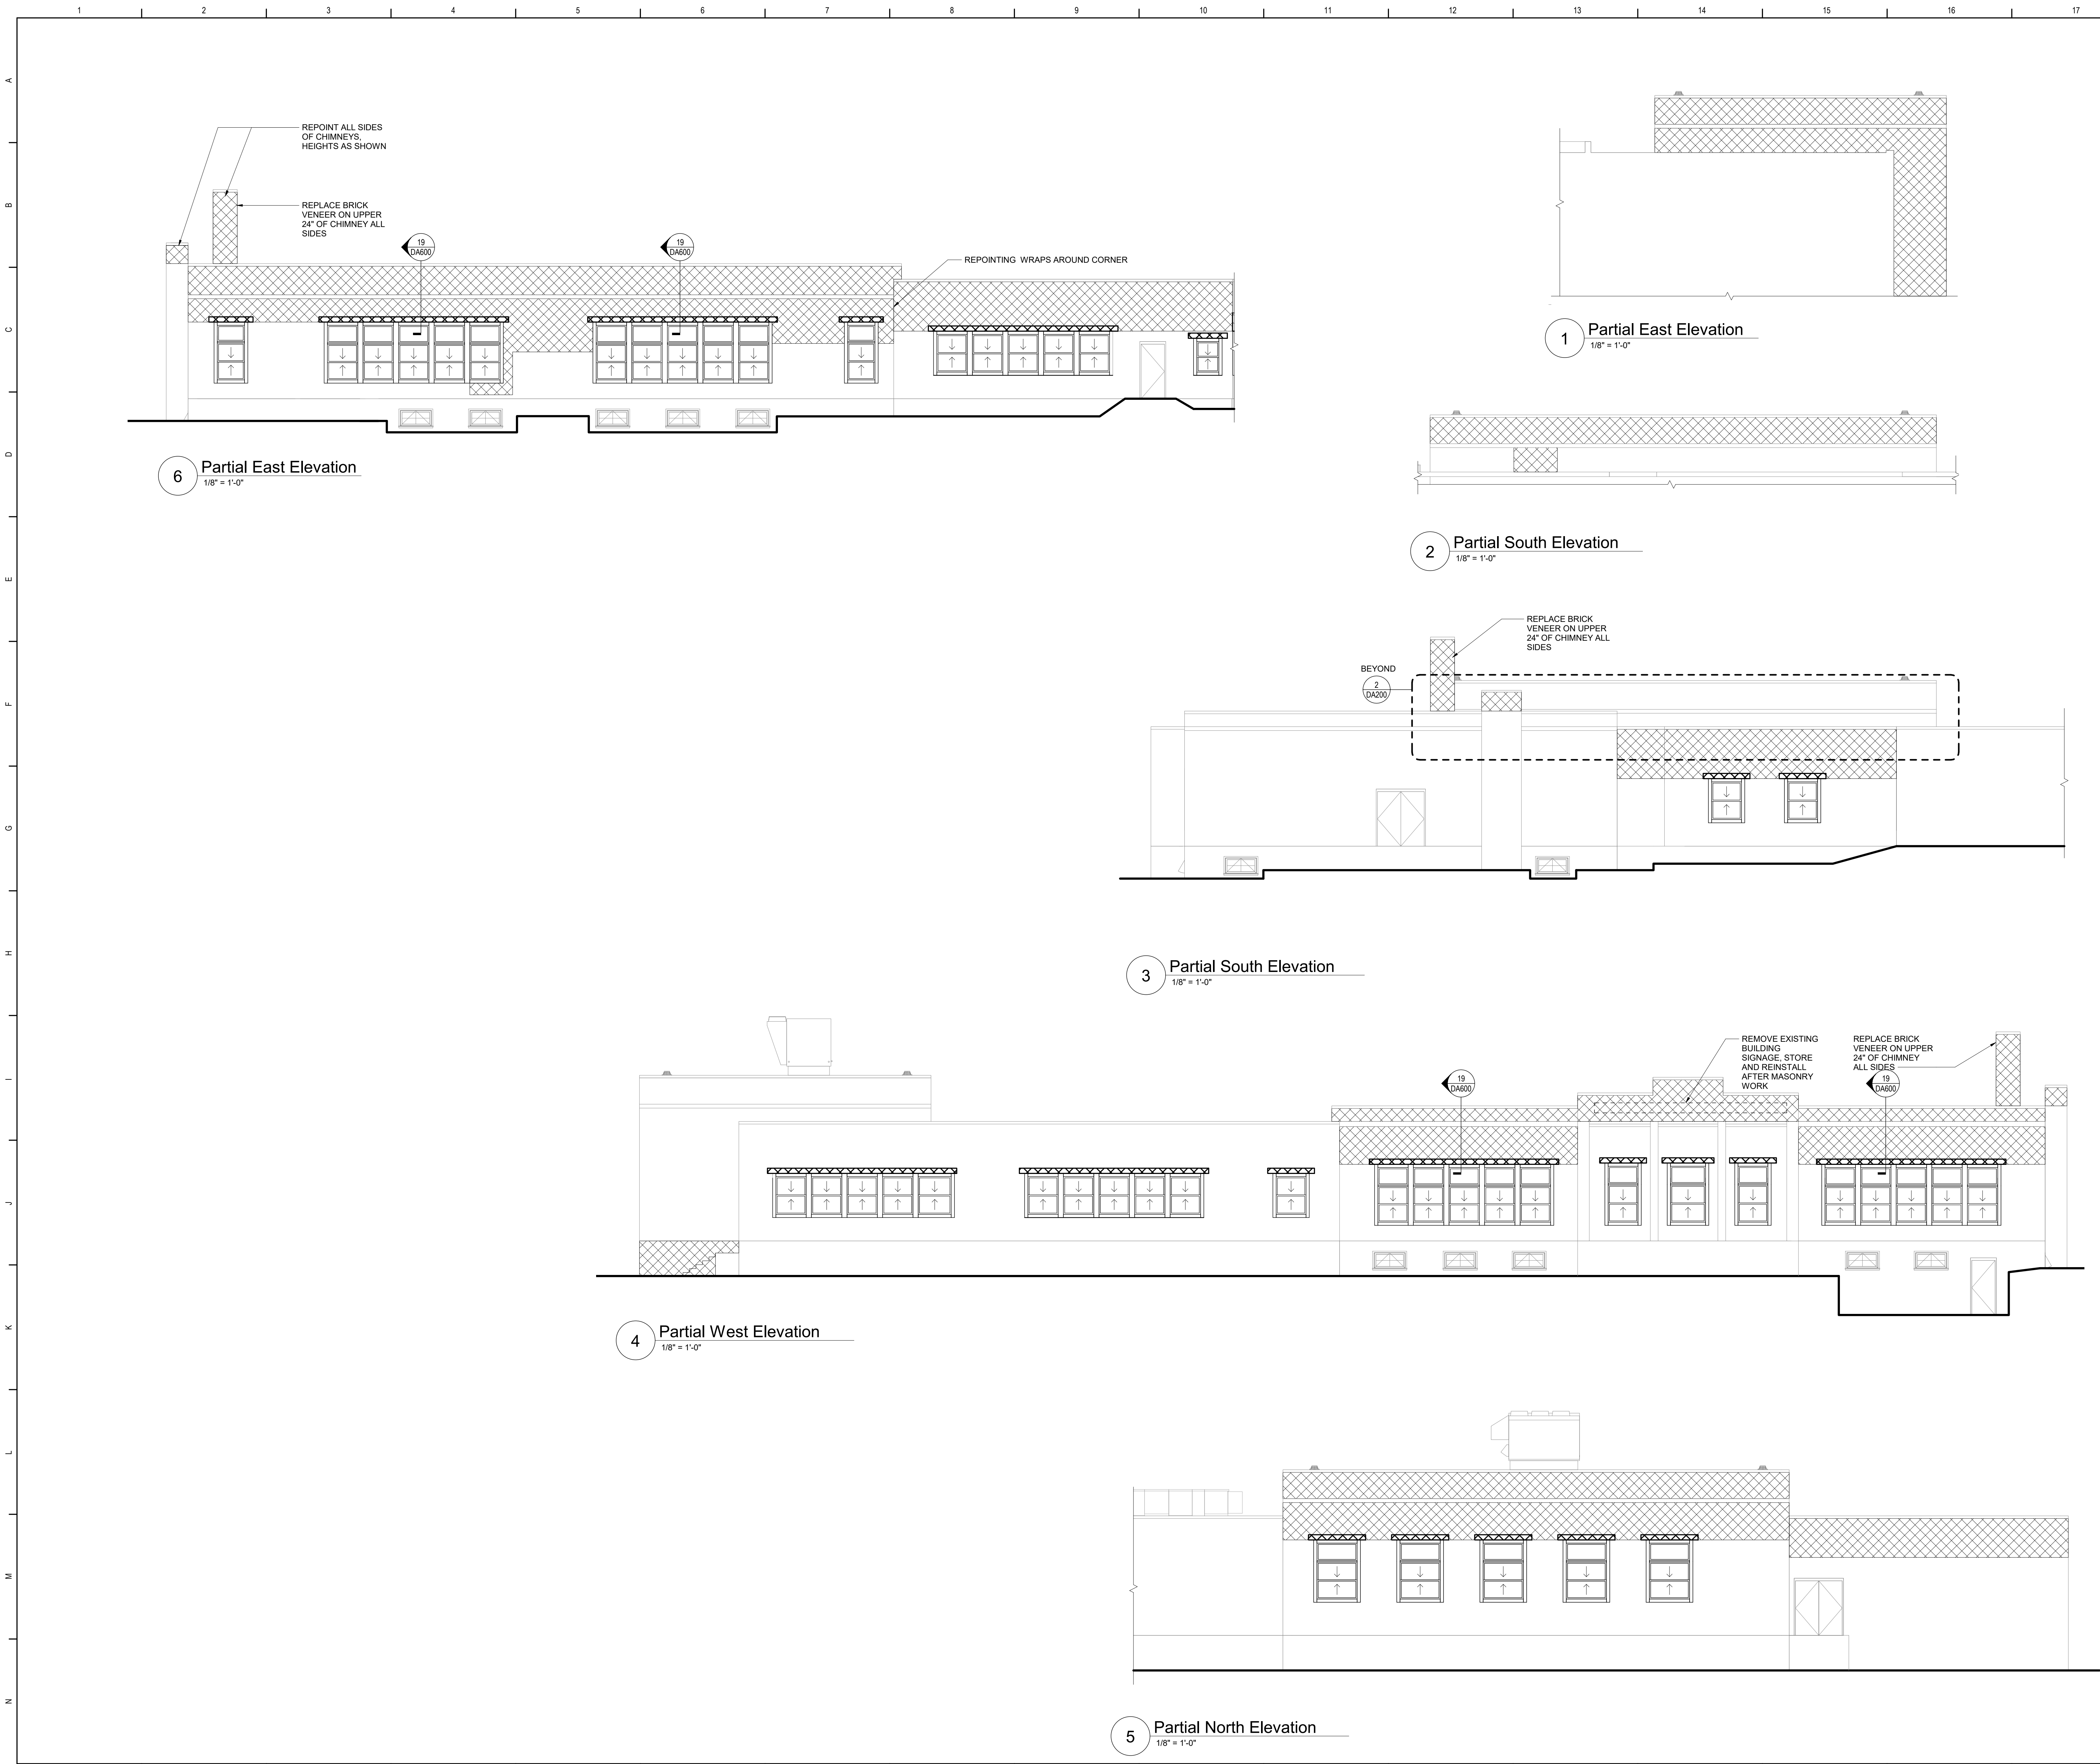 1 2 3 4 5 6 7 8 9 10 11 12 13 14 15 16 17
A
B
C
D
E
F
G
H
I
J
K
L
M
N
REPOINT ALL SIDES
OF CHIMNEYS,
HEIGHTS AS SHOWN
REPLACE BRICK
VENEER ON UPPER
24" OF CHIMNEY ALL
SIDES
19
DA600
19
DA600
REPOINTING WRAPS AROUND CORNER
6
Partial East Elevation
1/8" = 1'-0"
1
Partial East Elevation
1/8" = 1'-0"
2
Partial South Elevation
1/8" = 1'-0"
REPLACE BRICK
VENEER ON UPPER
24" OF CHIMNEY ALL
SIDES
BEYOND
2
DA200
3
Partial South Elevation
1/8" = 1'-0"
REMOVE EXISTING
BUILDING
SIGNAGE, STORE
AND REINSTALL
AFTER MASONRY
WORK
REPLACE BRICK
VENEER ON UPPER
24" OF CHIMNEY
ALL SIDES
19
DA600
19
DA600
4
Partial West Elevation
1/8" = 1'-0"
5
Partial North Elevation
1/8" = 1'-0"